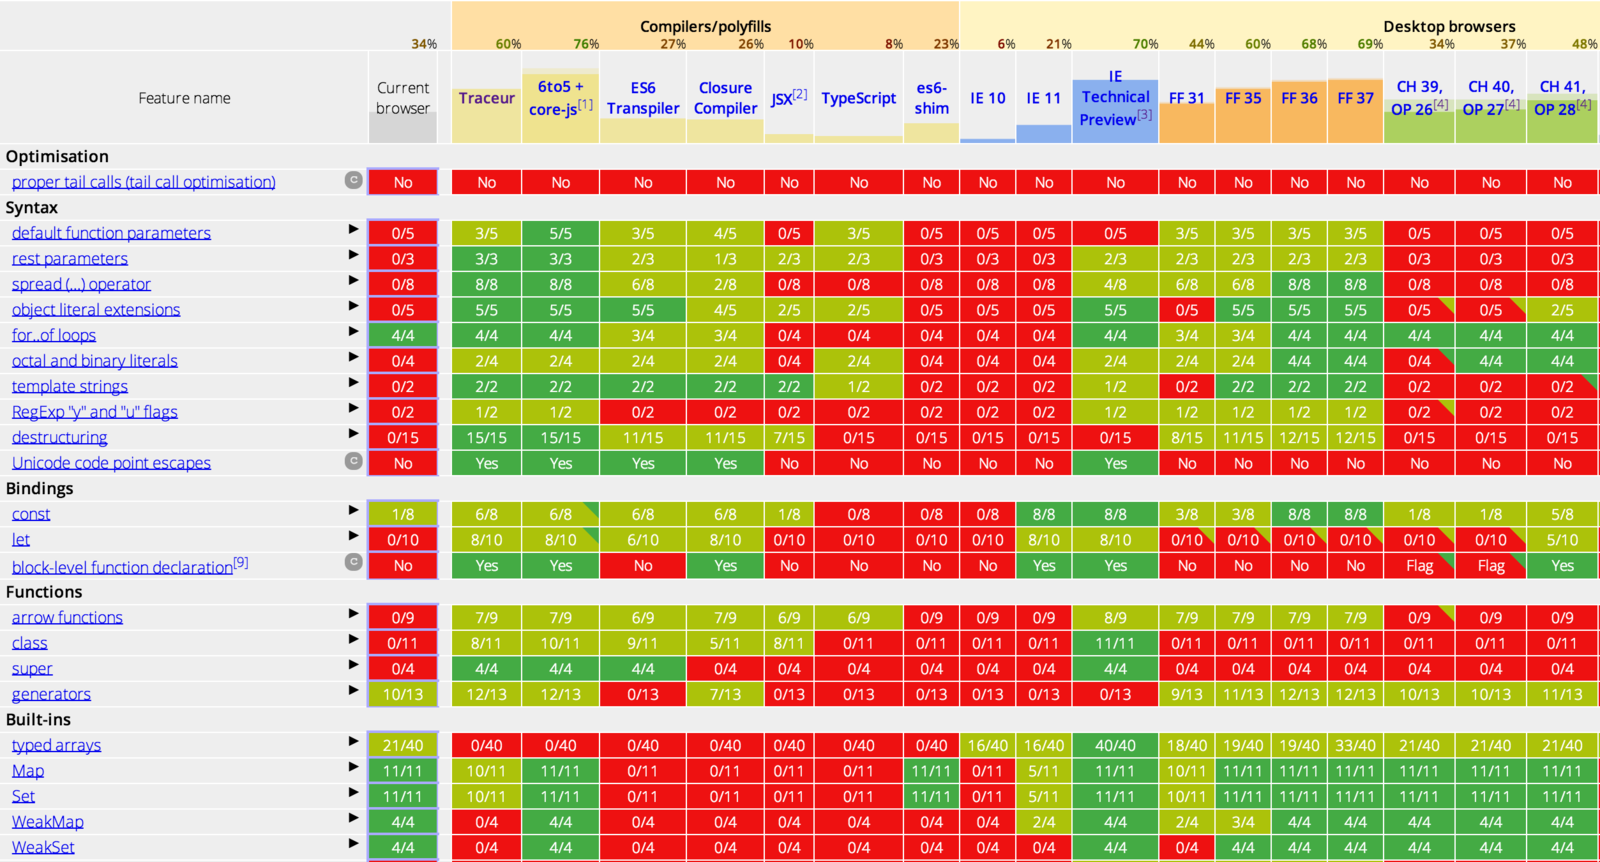 Compilers/polyfills Desktop browsers
34% 60% 76% 27% 26% 10% 8% 23% 6% 21% 70% 44% 60% 68% 69% 34% 37% 48%
Feature name Current browser Traceur 6to5 + core-js[1] ES6 Transpiler Closure Compiler JSX[2] TypeScript es6-shim IE 10 IE 11 IE Technical Preview[3] FF 31 FF 35 FF 36 FF 37 CH 39, OP 26[4] CH 40, OP 27[4] CH 41, OP 28[4]
Optimisation
proper tail calls (tail call optimisation) c No No No No No No No No No No No No No No No No No No
Syntax
default function parameters 0/5 3/5 5/5 3/5 4/5 0/5 3/5 0/5 0/5 0/5 0/5 3/5 3/5 3/5 3/5 0/5 0/5 0/5
rest parameters 0/3 3/3 3/3 2/3 1/3 2/3 2/3 0/3 0/3 0/3 2/3 2/3 2/3 2/3 2/3 0/3 0/3 0/3
spread (...) operator 0/8 8/8 8/8 6/8 2/8 0/8 0/8 0/8 0/8 0/8 4/8 6/8 6/8 8/8 8/8 0/8 0/8 0/8
object literal extensions 0/5 5/5 5/5 5/5 4/5 2/5 2/5 0/5 0/5 0/5 5/5 0/5 5/5 5/5 5/5 0/5 0/5 2/5
for..of loops 4/4 4/4 4/4 3/4 3/4 0/4 0/4 0/4 0/4 0/4 4/4 3/4 3/4 4/4 4/4 4/4 4/4 4/4
octal and binary literals 0/4 2/4 2/4 2/4 2/4 0/4 2/4 0/4 0/4 0/4 2/4 2/4 2/4 4/4 4/4 0/4 4/4 4/4
template strings 0/2 2/2 2/2 2/2 2/2 2/2 1/2 0/2 0/2 0/2 1/2 0/2 2/2 2/2 2/2 0/2 0/2 0/2
RegExp "y" and "u" flags 0/2 1/2 1/2 0/2 0/2 0/2 0/2 0/2 0/2 0/2 1/2 1/2 1/2 1/2 1/2 0/2 0/2 0/2
destructuring 0/15 15/15 15/15 11/15 11/15 7/15 0/15 0/15 0/15 0/15 0/15 8/15 11/15 12/15 12/15 0/15 0/15 0/15
Unicode code point escapes c No Yes Yes Yes Yes No No No No No Yes No No No No No No No
Bindings
const 1/8 6/8 6/8 6/8 6/8 1/8 0/8 0/8 0/8 8/8 8/8 3/8 3/8 8/8 8/8 1/8 1/8 5/8
let 0/10 8/10 8/10 6/10 8/10 0/10 0/10 0/10 0/10 8/10 8/10 0/10 0/10 0/10 0/10 0/10 0/10 5/10
block-level function declaration[9] c No Yes Yes No Yes No No No No Yes Yes No No No No Flag Flag Yes
Functions
arrow functions 0/9 7/9 7/9 6/9 7/9 6/9 6/9 0/9 0/9 0/9 8/9 7/9 7/9 7/9 7/9 0/9 0/9 0/9
class 0/11 8/11 10/11 9/11 5/11 8/11 0/11 0/11 0/11 0/11 11/11 0/11 0/11 0/11 0/11 0/11 0/11 0/11
super 0/4 4/4 4/4 4/4 0/4 0/4 0/4 0/4 0/4 0/4 4/4 0/4 0/4 0/4 0/4 0/4 0/4 0/4
generators 10/13 12/13 12/13 0/13 7/13 0/13 0/13 0/13 0/13 0/13 0/13 9/13 11/13 12/13 12/13 10/13 10/13 11/13
Built-ins
typed arrays 21/40 0/40 0/40 0/40 0/40 0/40 0/40 0/40 16/40 16/40 40/40 18/40 19/40 19/40 33/40 21/40 21/40 21/40
Map 11/11 10/11 11/11 0/11 0/11 0/11 0/11 11/11 0/11 5/11 11/11 10/11 11/11 11/11 11/11 11/11 11/11 11/11
Set 11/11 10/11 11/11 0/11 0/11 0/11 0/11 11/11 0/11 5/11 11/11 10/11 11/11 11/11 11/11 11/11 11/11 11/11
WeakMap 4/4 0/4 4/4 0/4 0/4 0/4 0/4 0/4 0/4 2/4 4/4 2/4 3/4 4/4 4/4 4/4 4/4 4/4
WeakSet 4/4 0/4 4/4 0/4 0/4 0/4 0/4 0/4 0/4 0/4 4/4 0/4 4/4 4/4 4/4 4/4 4/4 4/4